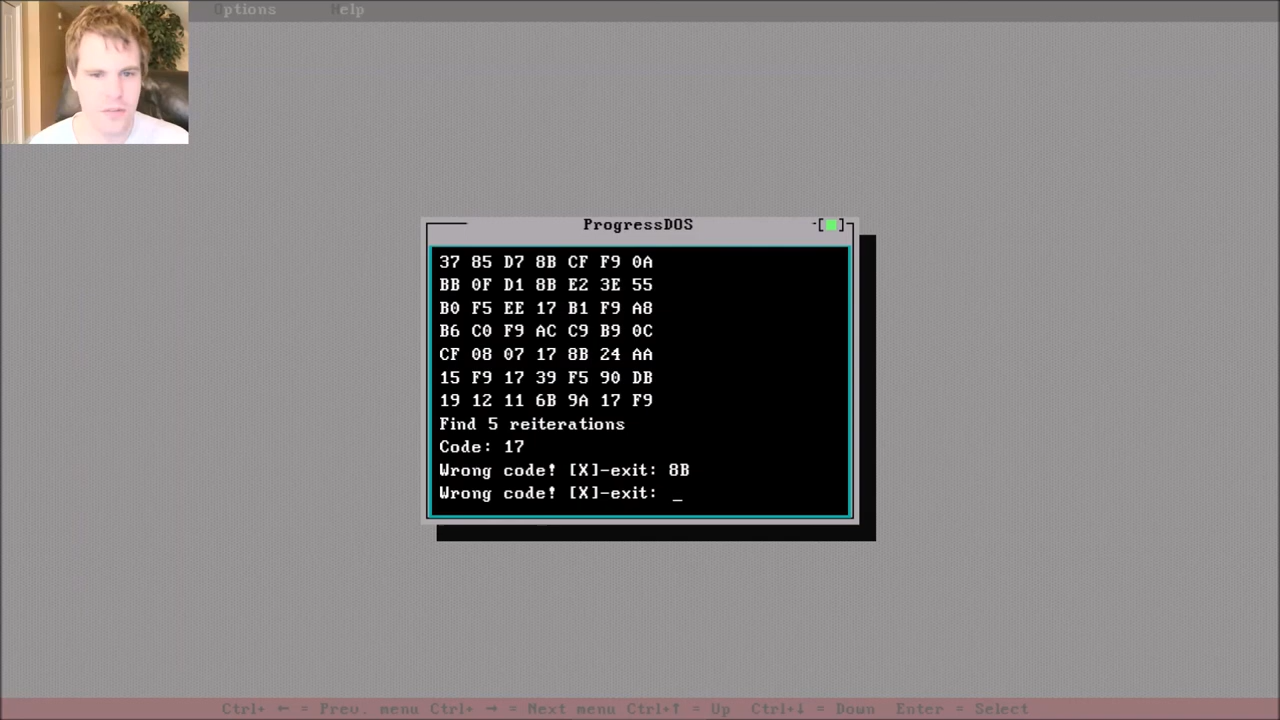 Options Help
ProgressDOS
37 85 D7 8B CF F9 0A
BB 0F D1 8B E2 3E 55
B0 F5 EE 17 B1 F9 A8
B6 C0 F9 AC C9 B9 0C
CF 08 07 17 8B 24 AA
15 F9 17 39 F5 90 DB
19 12 11 6B 9A 17 F9
Find 5 reiterations
Code: 17
Wrong code! [X]-exit: 8B
Wrong code! [X]-exit: _
Ctrl+ ← = Prev. menu Ctrl+ → = Next menu Ctrl+↑ = Up Ctrl+↓ = Down Enter = Select